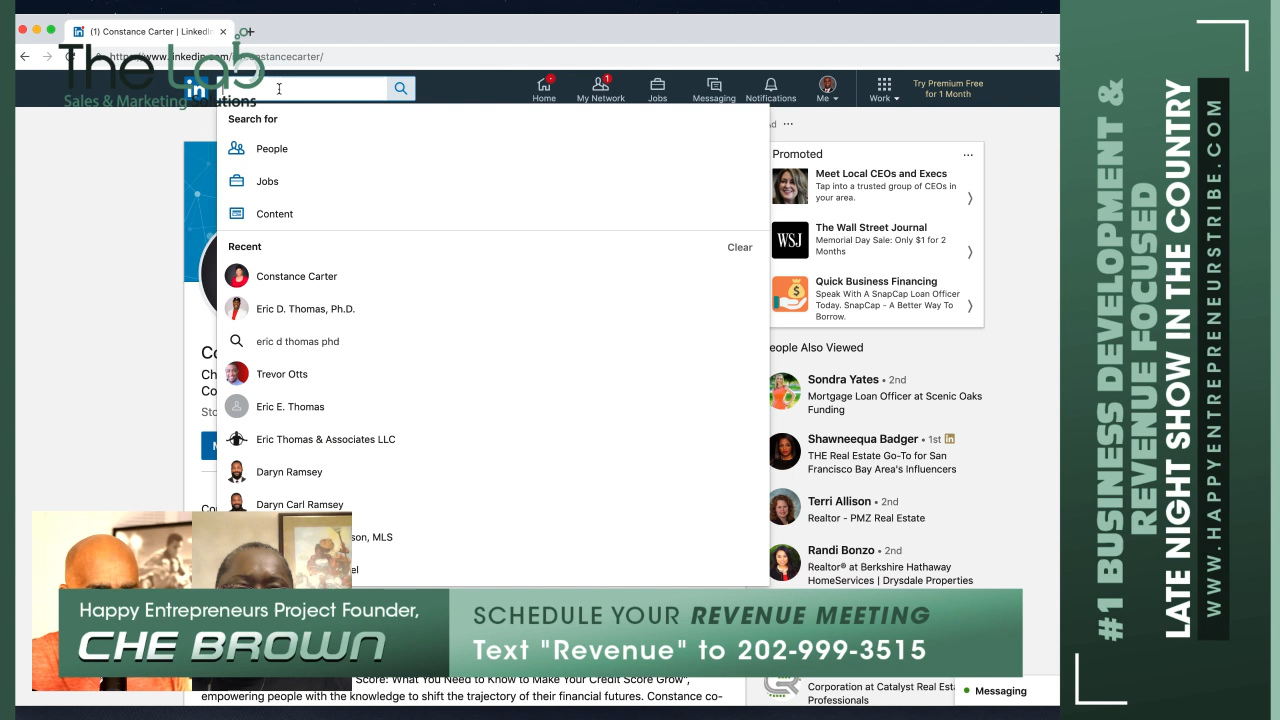 (1) Constance Carter | LinkedIn
The Lab
Sales & Marketing Solutions
in
Home
My Network
1
Jobs
Messaging
Notifications
Me
Work
Try Premium Free
for 1 Month
Search for
People
Jobs
Content
Recent
Clear
Constance Carter
Eric D. Thomas, Ph.D.
eric d thomas phd
Trevor Otts
Eric E. Thomas
Eric Thomas & Associates LLC
Daryn Ramsey
Daryn Carl Ramsey
son, MLS
el
Promoted
Meet Local CEOs and Execs
Tap into a trusted group of CEOs in
your area.
WSJ
The Wall Street Journal
Memorial Day Sale: Only $1 for 2
Months
Quick Business Financing
Speak With A SnapCap Loan Officer
Today. SnapCap - A Better Way To
Borrow.
eople Also Viewed
Sondra Yates • 2nd
Mortgage Loan Officer at Scenic Oaks
Funding
Shawneequa Badger • 1st in
THE Real Estate Go-To for San
Francisco Bay Area's Influencers
Terri Allison • 2nd
Realtor - PMZ Real Estate
Randi Bonzo • 2nd
Realtor® at Berkshire Hathaway
HomeServices | Drysdale Properties
Happy Entrepreneurs Project Founder,
CHE BROWN
SCHEDULE YOUR REVENUE MEETING
Text "Revenue" to 202-999-3515
Score: What You Need to Know to Make Your Credit Score Grow",
empowering people with the knowledge to shift the trajectory of their financial futures. Constance co-
Corporation at Catalyst Real Est
Professionals
Messaging
#1 BUSINESS DEVELOPMENT &
REVENUE FOCUSED
LATE NIGHT SHOW IN THE COUNTRY
WWW.HAPPYENTREPRENEURSTRIBE.COM